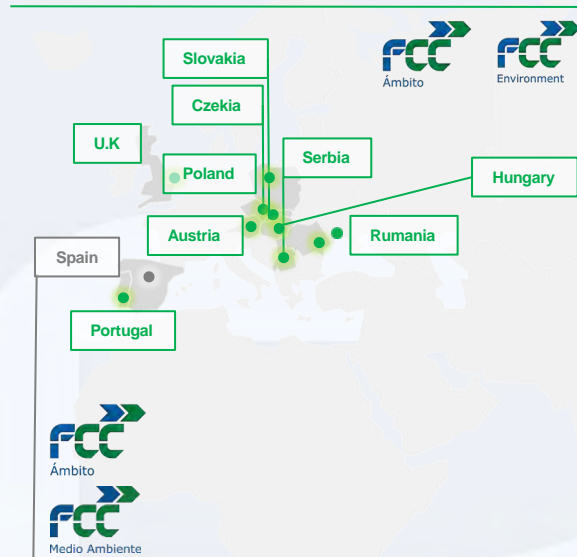 FCC
Ámbito
FCC
Environment
Slovakia
Czekia
U.K
Poland
Serbia
Hungary
Austria
Rumania
Spain
Portugal
FCC
Ámbito
FCC
Medio Ambiente